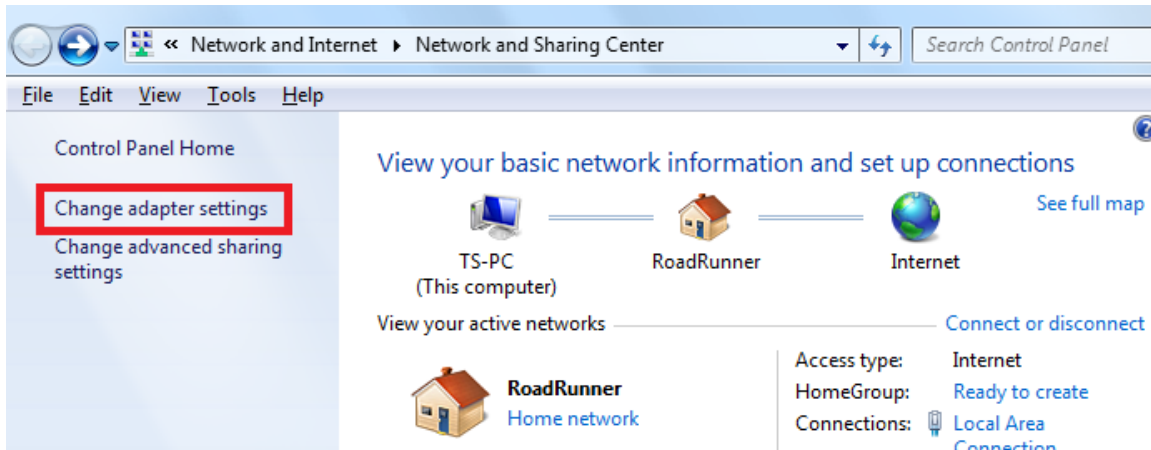 « Network and Internet ▸ Network and Sharing Center
Search Control Panel
File Edit View Tools Help
Control Panel Home
Change adapter settings
Change advanced sharing
settings
View your basic network information and set up connections
See full map
TS-PC
(This computer)
RoadRunner
Internet
View your active networks
Connect or disconnect
RoadRunner
Home network
Access type: Internet
HomeGroup: Ready to create
Connections: Local Area
Connection